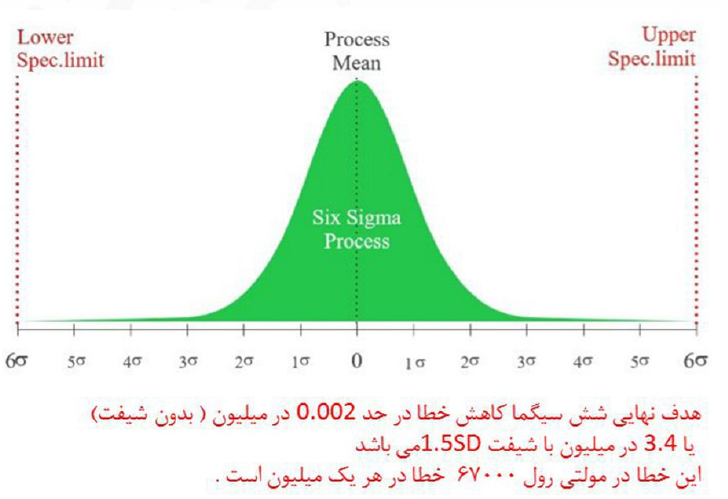 Lower
Spec.limit
Process
Mean
Upper
Spec.limit
Six Sigma
Process
6σ 5σ 4σ 3σ 2σ 1σ 0 1σ 2σ 3σ 4σ 5σ 6σ
هدف نهایی شش سیگما کاهش خطا در حد 0.002 در میلیون ( بدون شیفت)
یا 3.4 در میلیون با شیفت 1.5SDمی باشد
این خطا در مولتی رول ۶۷۰۰۰ خطا در هر یک میلیون است .